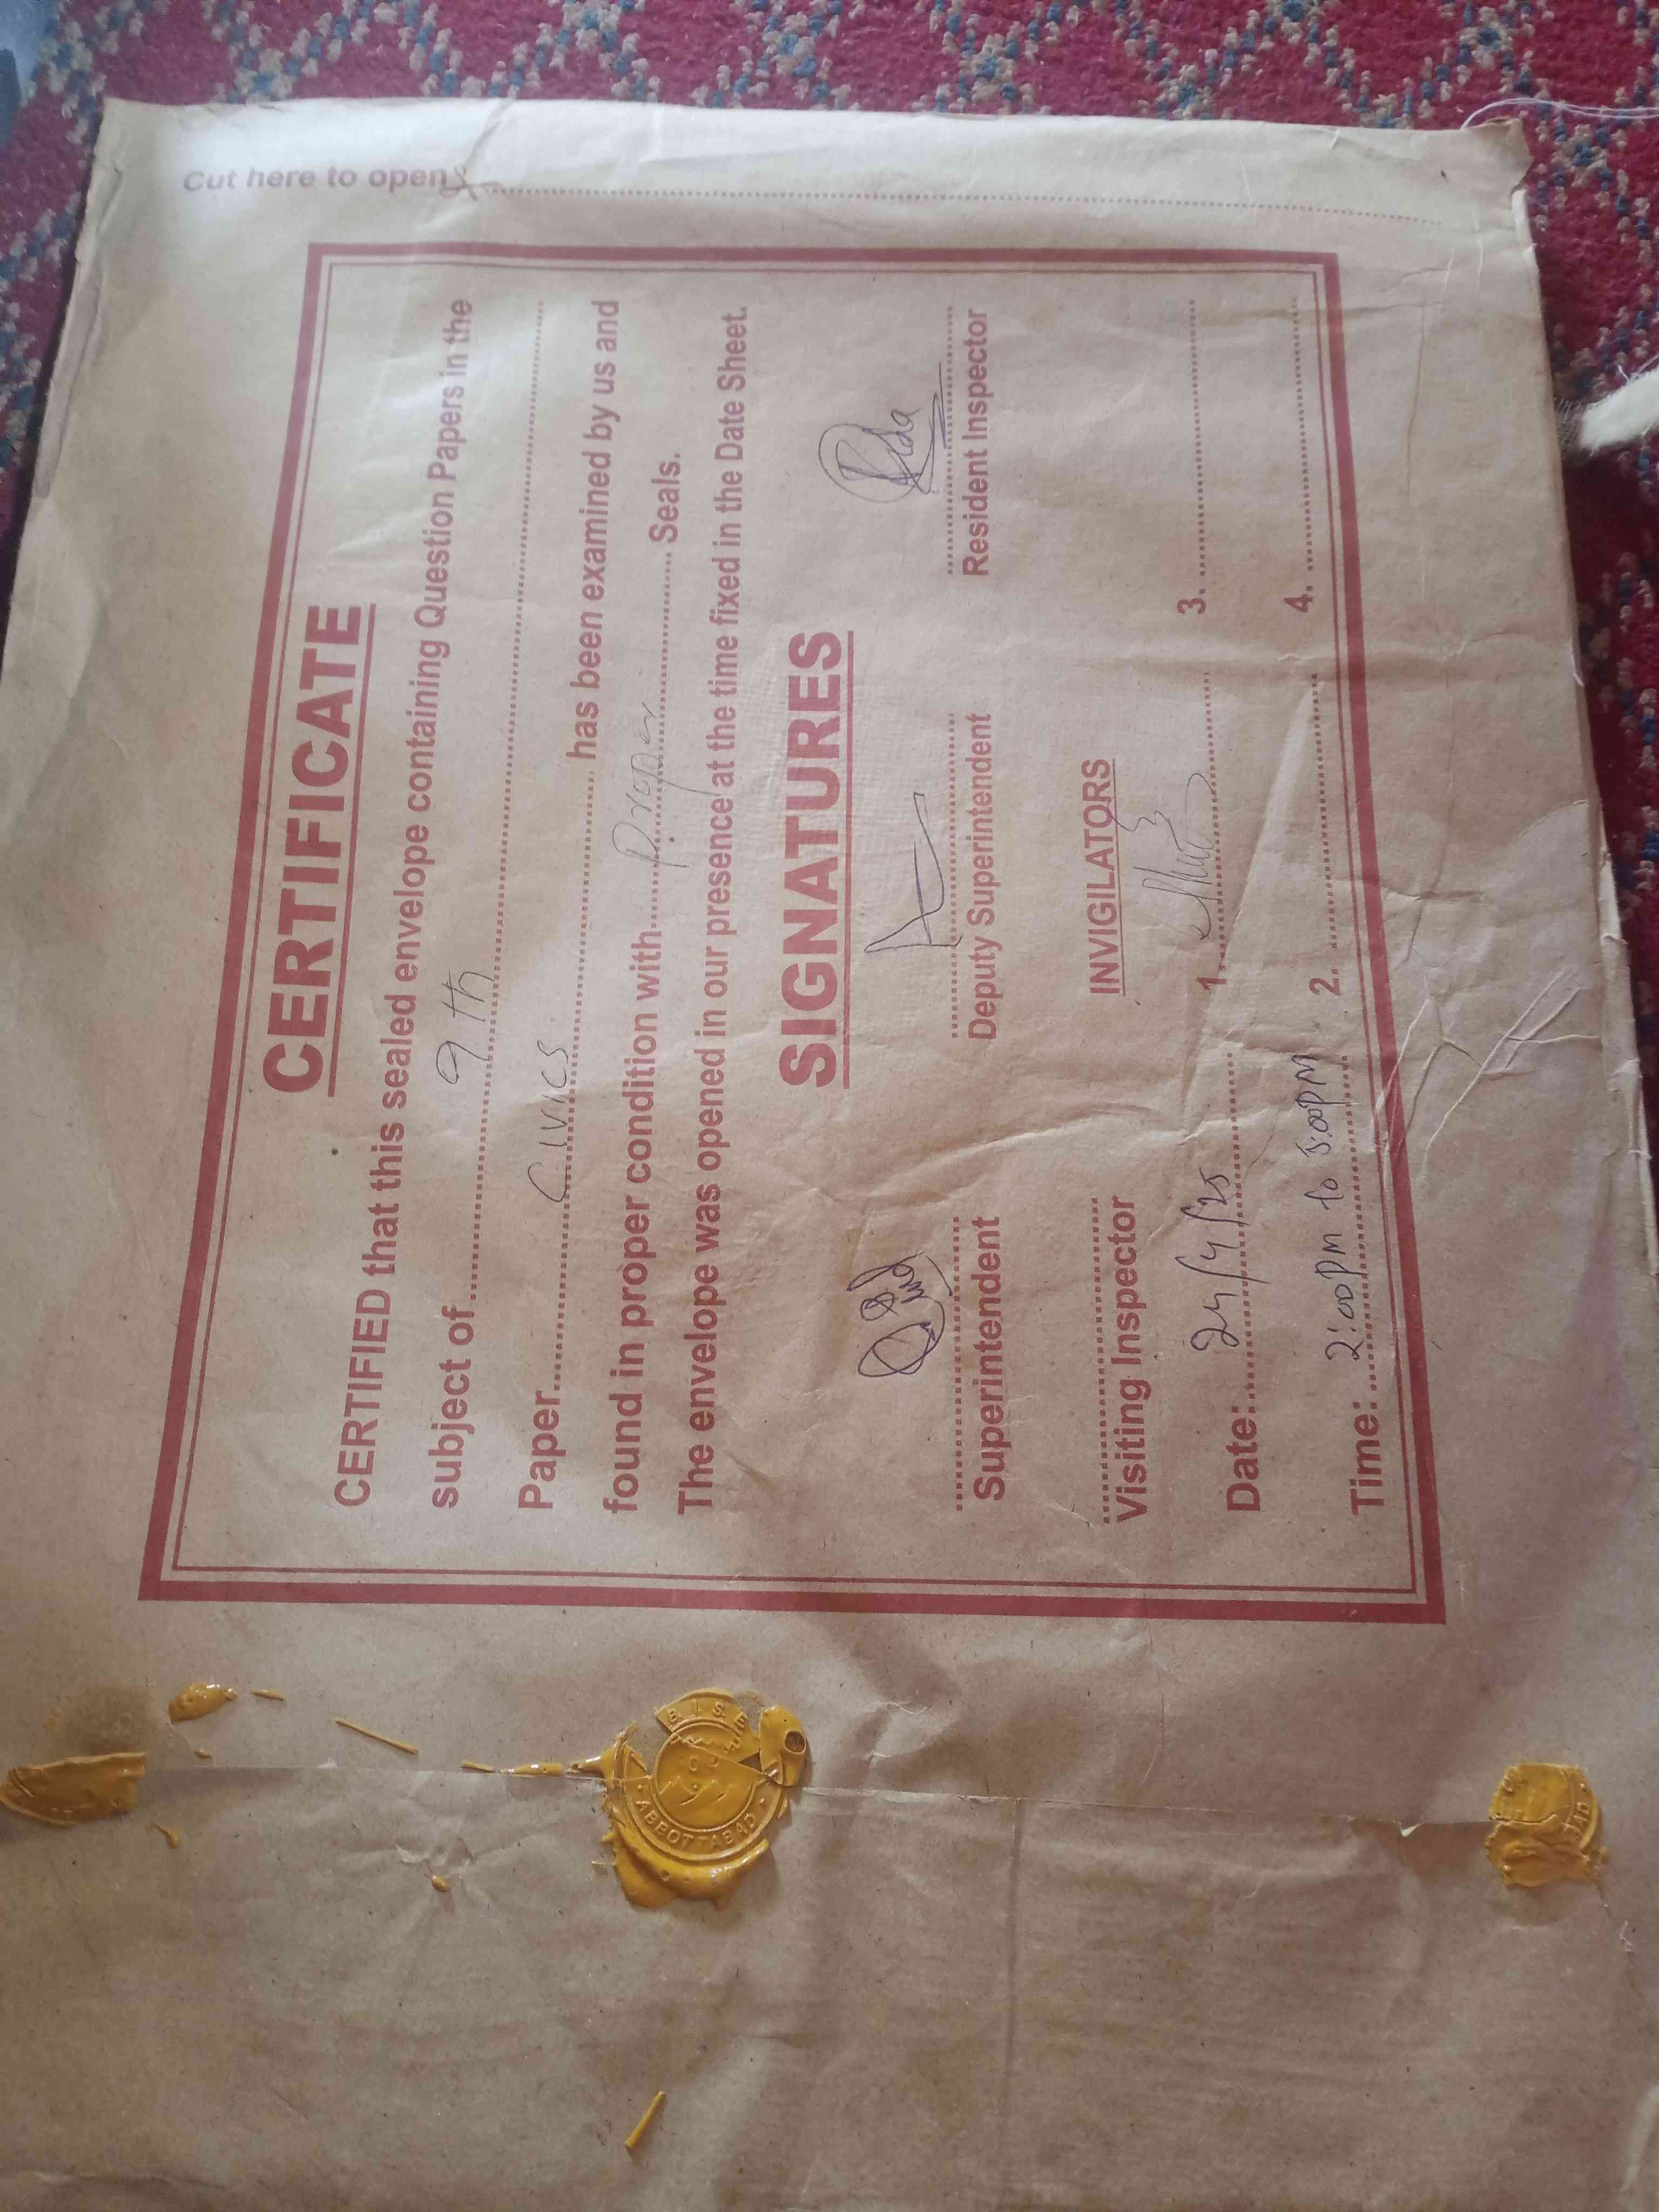 Cut here to open
CERTIFICATE
CERTIFIED that this sealed envelope containing Question Papers in the
subject of 9th
Paper Civics has been examined by us and
found in proper condition with proper Seals.
The envelope was opened in our presence at the time fixed in the Date Sheet.
SIGNATURES
Superintendent Deputy Superintendent Resident Inspector
Visiting Inspector
INVIGILATORS
Date: 24/4/25 1. 3.
Time: 2:00pm to 5:00pm 2. 4.
B.I.S.E
ABBOTTABAD